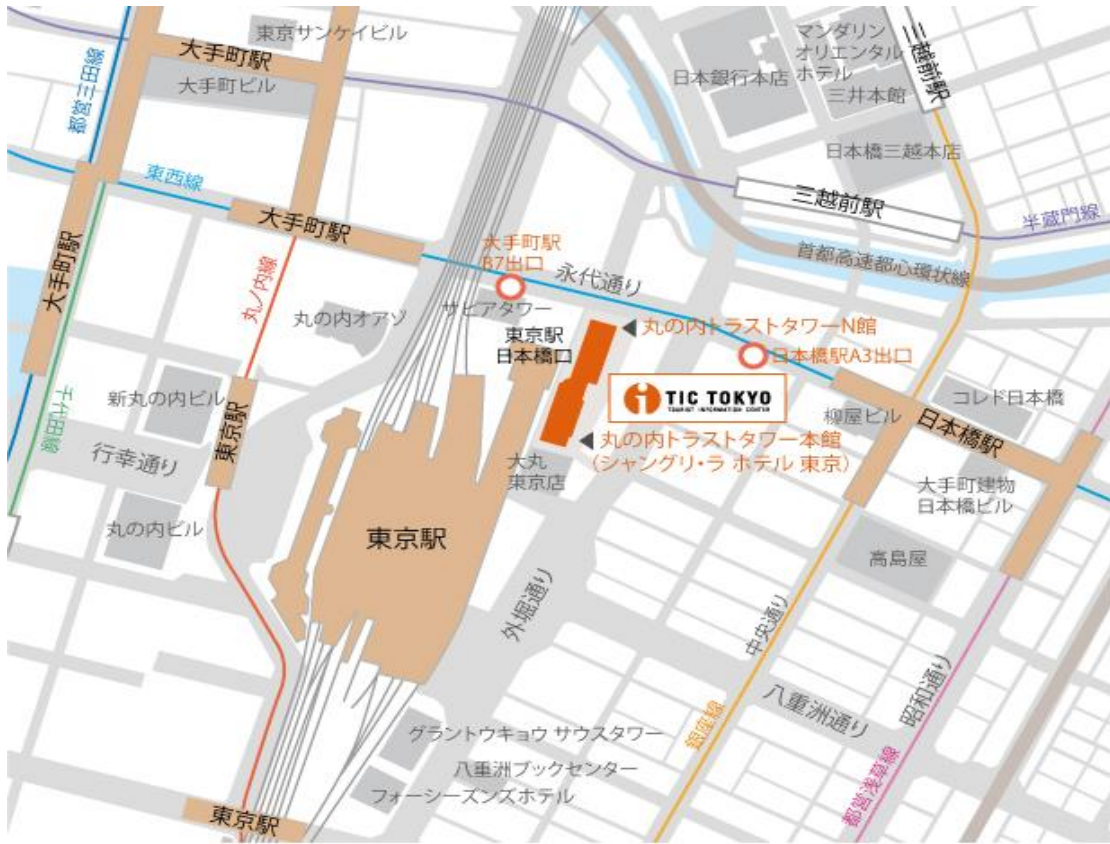 東京サンケイビル
大手町駅
大手町ビル
都営三田線
マンダリン
オリエンタル
ホテル
三越前駅
日本銀行本店
三井本館
日本橋三越本店
東西線
大手町駅
大手町駅
三越前駅
半蔵門線
首都高速都心環状線
大手町駅
B7出口
永代通り
丸ノ内線
丸の内オアゾ
サピアタワー
東京駅
日本橋口
丸の内トラストタワーN館
日本橋駅A3出口
TIC TOKYO
TOURIST INFORMATION CENTER
柳屋ビル
コレド日本橋
日本橋駅
千代田線
新丸の内ビル
東京駅
行幸通り
丸の内トラストタワー本館
(シャングリ・ラ ホテル 東京)
大丸
東京店
大手町建物
日本橋ビル
丸の内ビル
東京駅
高島屋
外堀通り
中央通り
昭和通り
八重洲通り
銀座線
都営浅草線
グラントウキョウ サウスタワー
八重洲ブックセンター
フォーシーズンズホテル
東京駅